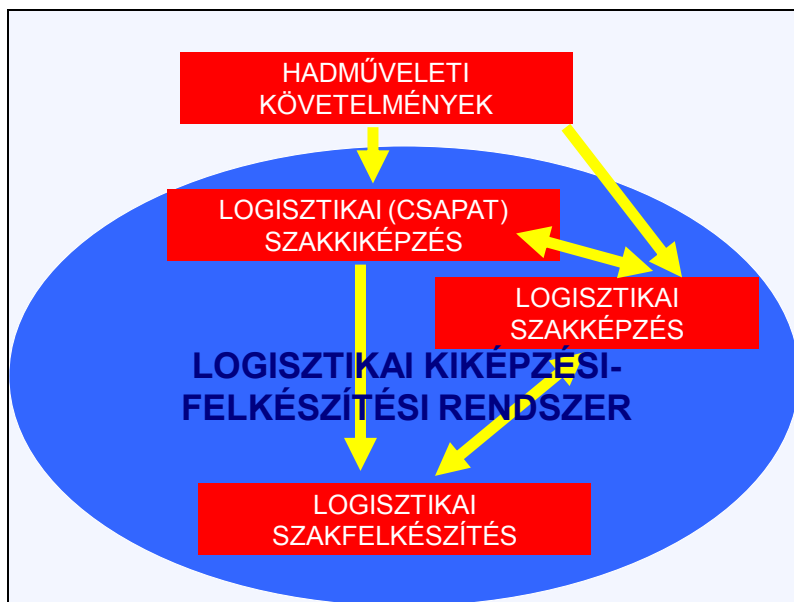 HADMŰVELETI
KÖVETELMÉNYEK
LOGISZTIKAI (CSAPAT)
SZAKKIKÉPZÉS
LOGISZTIKAI
SZAKKÉPZÉS
LOGISZTIKAI KIKÉPZÉSI-
FELKÉSZÍTÉSI RENDSZER
LOGISZTIKAI
SZAKFELKÉSZÍTÉS